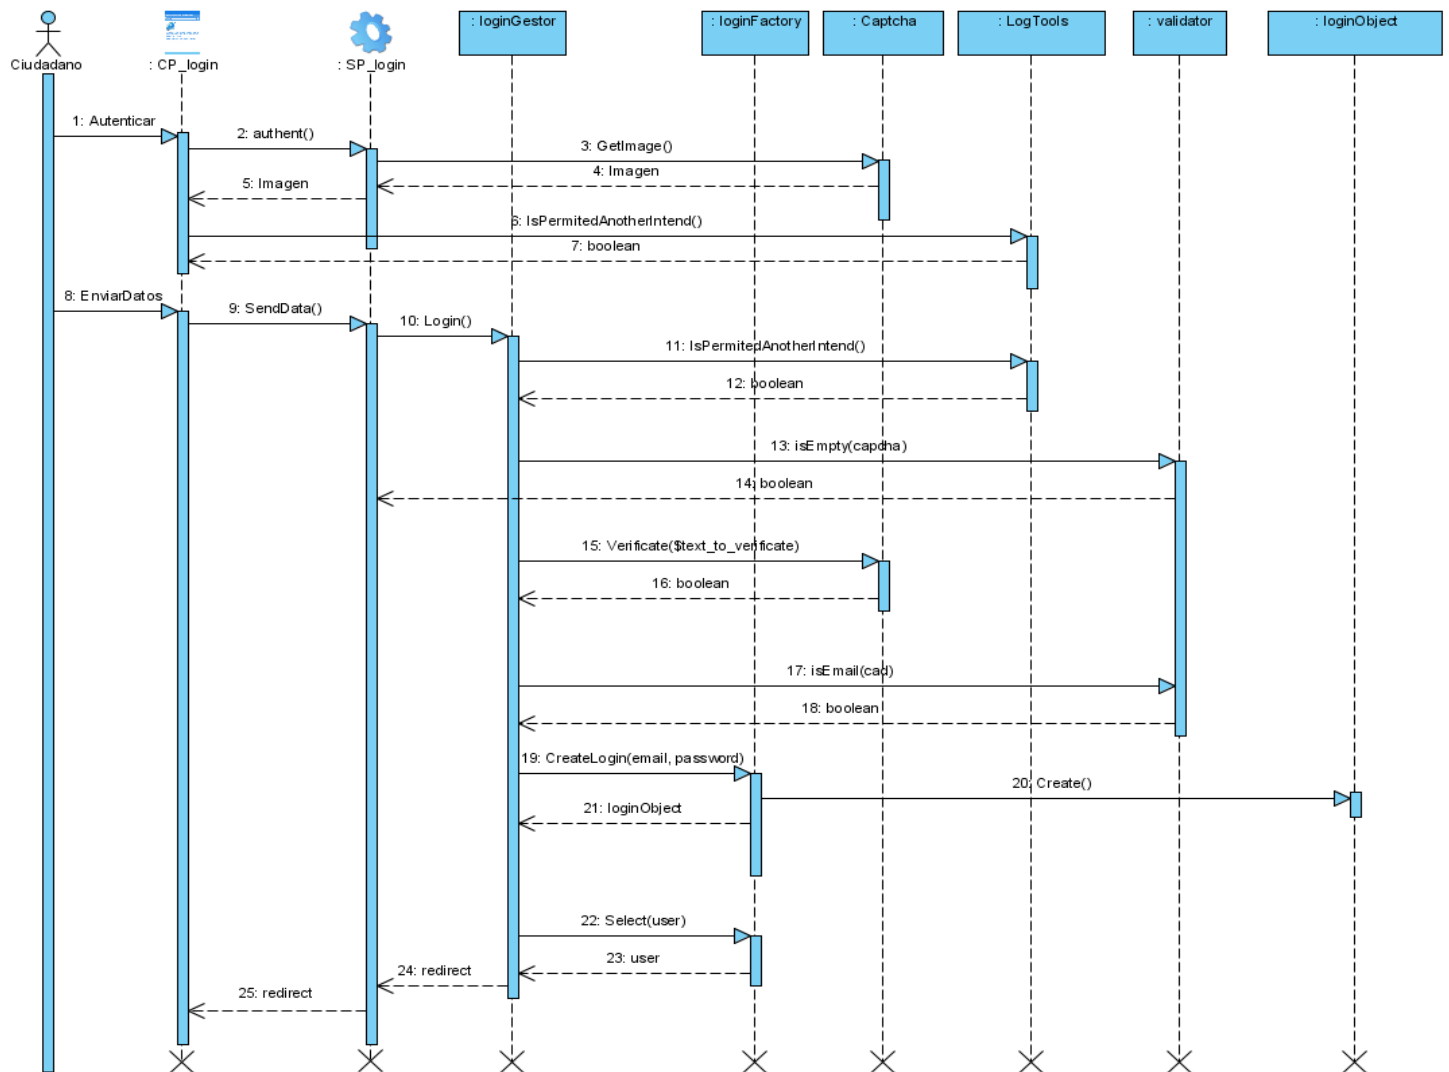 : loginGestor
: loginFactory
: Captcha
: LogTools
: validator
: loginObject
Ciudadano
: CP_login
: SP_login
1: Autenticar
2: authent()
3: GetImage()
4: Imagen
5: Imagen
6: IsPermitedAnotherIntend()
7: boolean
8: EnviarDatos
9: SendData()
10: Login()
11: IsPermitedAnotherIntend()
12: boolean
13: isEmpty(capdha)
14: boolean
15: Verificate($text_to_verificate)
16: boolean
17: isEmail(cad)
18: boolean
19: CreateLogin(email, password)
20: Create()
21: loginObject
22: Select(user)
23: user
24: redirect
25: redirect